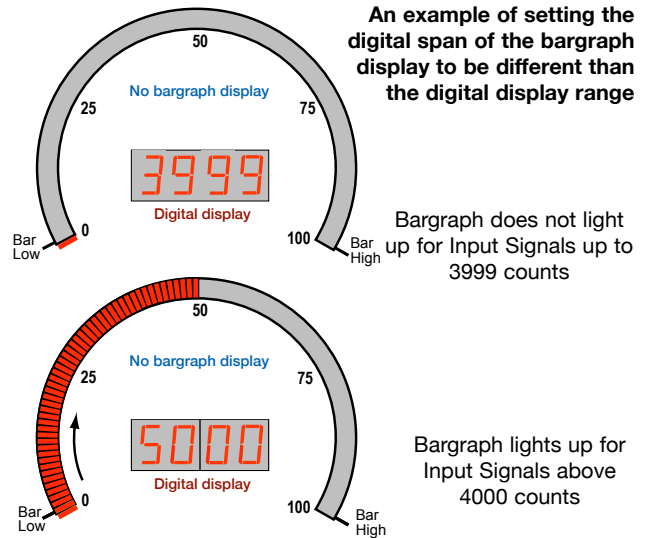 An example of setting the
digital span of the bargraph
display to be different than
the digital display range
50
No bargraph display
25
75
3999
Digital display
0
100
Bar
Low
Bar
High
Bargraph does not light
up for Input Signals up to
3999 counts
50
No bargraph display
25
75
5000
Digital display
0
100
Bar
Low
Bar
High
Bargraph lights up for
Input Signals above
4000 counts